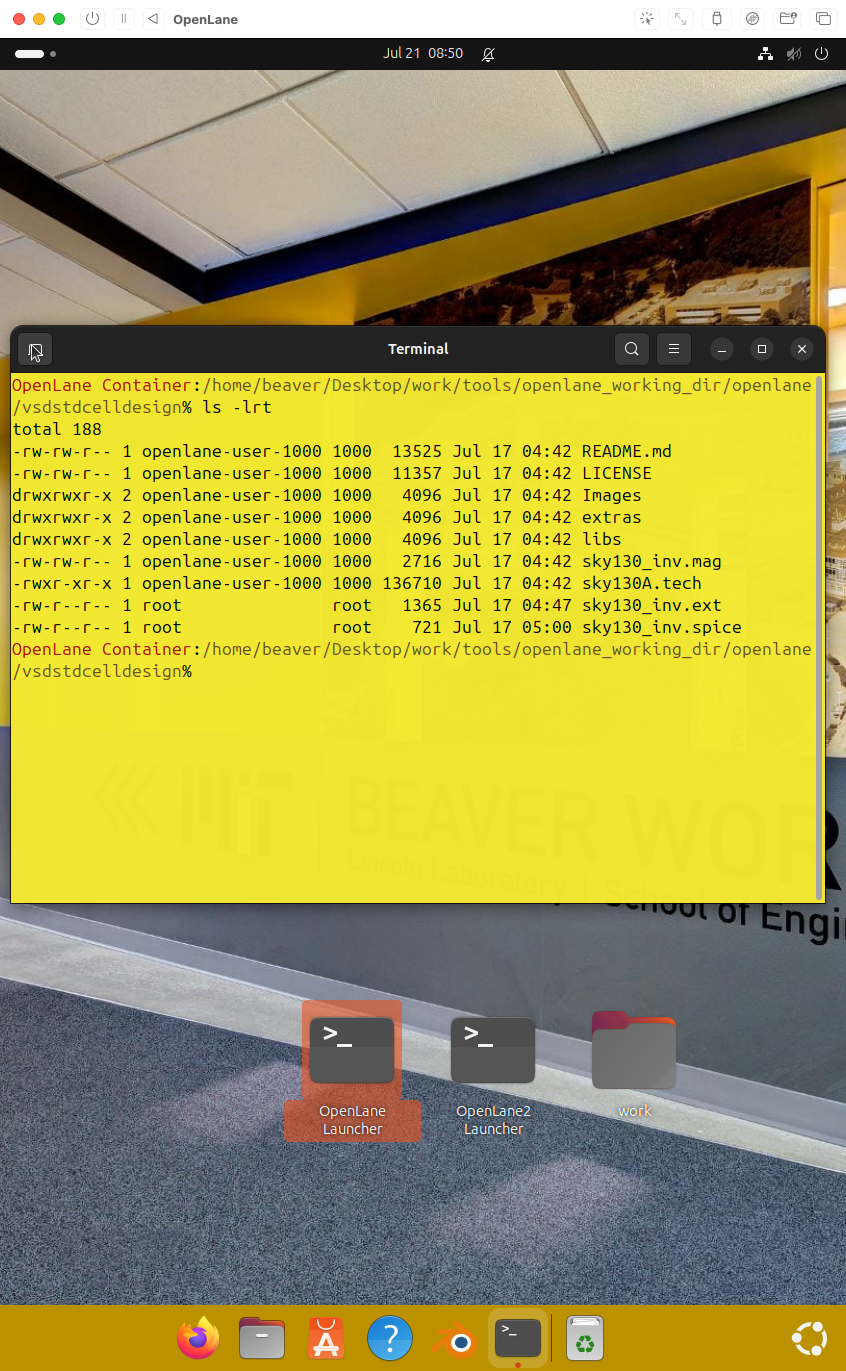 OpenLane
Jul 21 08:50
Terminal
OpenLane Container:/home/beaver/Desktop/work/tools/openlane_working_dir/openlane
/vsdstdcelldesign% ls -lrt
total 188
-rw-rw-r-- 1 openlane-user-1000 1000  13525 Jul 17 04:42 README.md
-rw-rw-r-- 1 openlane-user-1000 1000  11357 Jul 17 04:42 LICENSE
drwxrwxr-x 2 openlane-user-1000 1000   4096 Jul 17 04:42 Images
drwxrwxr-x 2 openlane-user-1000 1000   4096 Jul 17 04:42 extras
drwxrwxr-x 2 openlane-user-1000 1000   4096 Jul 17 04:42 libs
-rw-rw-r-- 1 openlane-user-1000 1000   2716 Jul 17 04:42 sky130_inv.mag
-rwxr-xr-x 1 openlane-user-1000 1000 136710 Jul 17 04:42 sky130A.tech
-rw-r--r-- 1 root               root   1365 Jul 17 04:47 sky130_inv.ext
-rw-r--r-- 1 root               root    721 Jul 17 05:00 sky130_inv.spice
OpenLane Container:/home/beaver/Desktop/work/tools/openlane_working_dir/openlane
/vsdstdcelldesign%
MIT
BEAVER WOR
Lincoln Laboratory | School of Engi
>_
OpenLane
Launcher
>_
OpenLane2
Launcher
work
?
>_